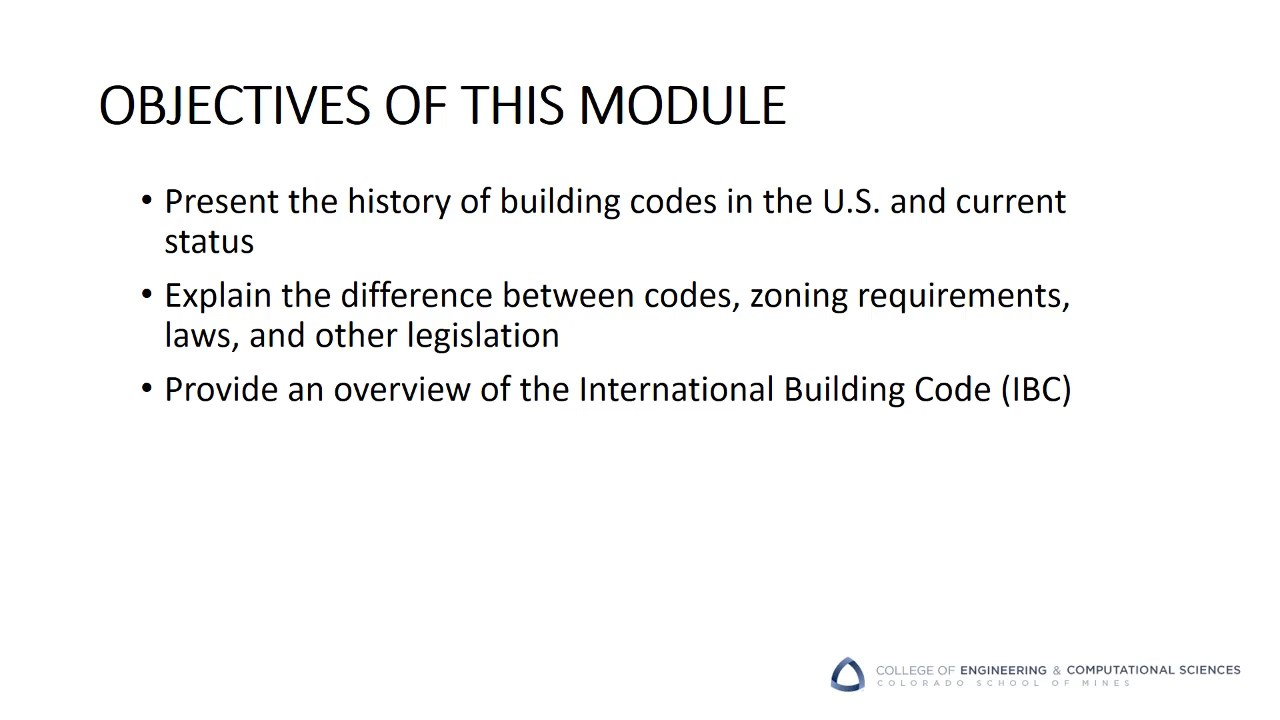 OBJECTIVES OF THIS MODULE
• Present the history of building codes in the U.S. and current
status
• Explain the difference between codes, zoning requirements,
laws, and other legislation
• Provide an overview of the International Building Code (IBC)
COLLEGE OF ENGINEERING & COMPUTATIONAL SCIENCES
COLORADO SCHOOL OF MINES